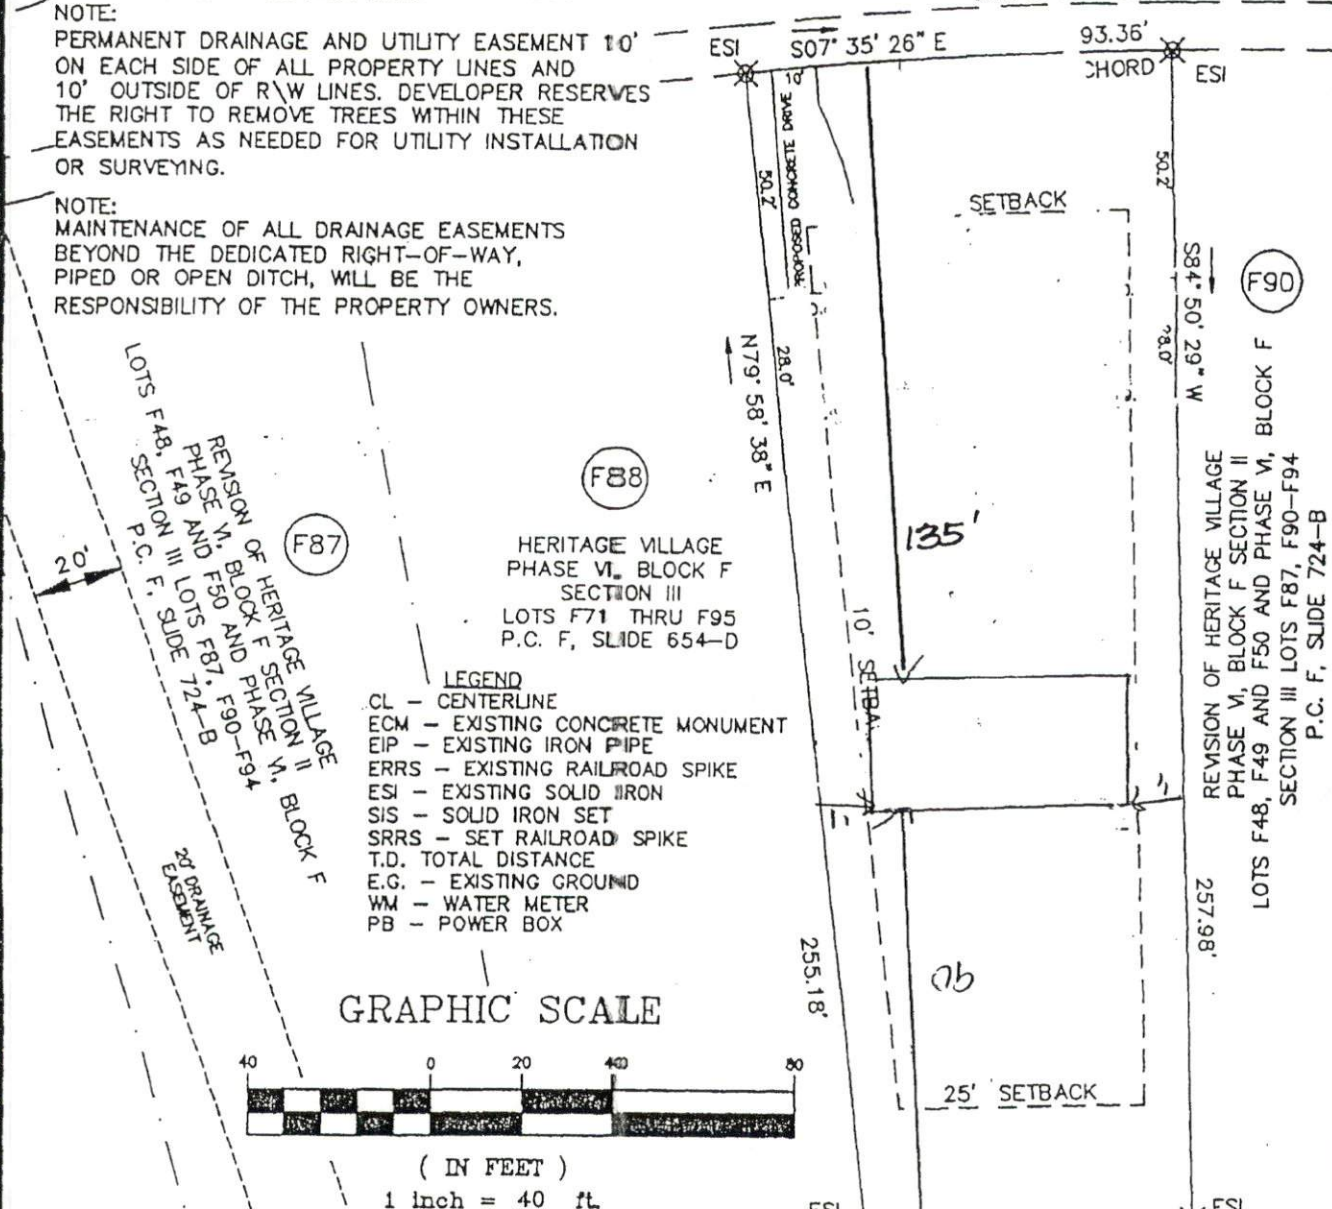 NOTE:
PERMANENT DRAINAGE AND UTILITY EASEMENT 10'
ON EACH SIDE OF ALL PROPERTY LINES AND
10' OUTSIDE OF R\W LINES. DEVELOPER RESERVES
THE RIGHT TO REMOVE TREES WITHIN THESE
EASEMENTS AS NEEDED FOR UTILITY INSTALLATION
OR SURVEYING.
NOTE:
MAINTENANCE OF ALL DRAINAGE EASEMENTS
BEYOND THE DEDICATED RIGHT-OF-WAY,
PIPED OR OPEN DITCH, WILL BE THE
RESPONSIBILITY OF THE PROPERTY OWNERS.
ESI
S07° 35' 26" E
93.36'
CHORD
ESI
10'
PROPOSED CONCRETE DRIVE
50.2'
28.0'
N79° 58' 38" E
SETBACK
50.2'
S84° 50' 29" W
28.0'
F90
REVISION OF HERITAGE VILLAGE
PHASE VI, BLOCK F SECTION II
LOTS F48, F49 AND F50 AND PHASE VI, BLOCK F
SECTION III LOTS F87, F90-F94
P.C. F, SLIDE 724-B
REVISION OF HERITAGE VILLAGE
PHASE VI, BLOCK F SECTION II
LOTS F48, F49 AND F50 AND PHASE VI, BLOCK F
SECTION III LOTS F87, F90-F94
P.C. F, SLIDE 724-B
20'
F87
F88
HERITAGE VILLAGE
PHASE VI, BLOCK F
SECTION III
LOTS F71 THRU F95
P.C. F, SLIDE 654-D
135'
10'
SETBA
LEGEND
CL - CENTERLINE
ECM - EXISTING CONCRETE MONUMENT
EIP - EXISTING IRON PIPE
ERRS - EXISTING RAILROAD SPIKE
ESI - EXISTING SOLID IRON
SIS - SOLID IRON SET
SRRS - SET RAILROAD SPIKE
T.D. TOTAL DISTANCE
E.G. - EXISTING GROUND
WM - WATER METER
PB - POWER BOX
20' DRAINAGE
EASEMENT
255.18'
257.98'
25' SETBACK
GRAPHIC SCALE
40 0 20 40 80
( IN FEET )
1 inch = 40 ft.
ESI
ESI